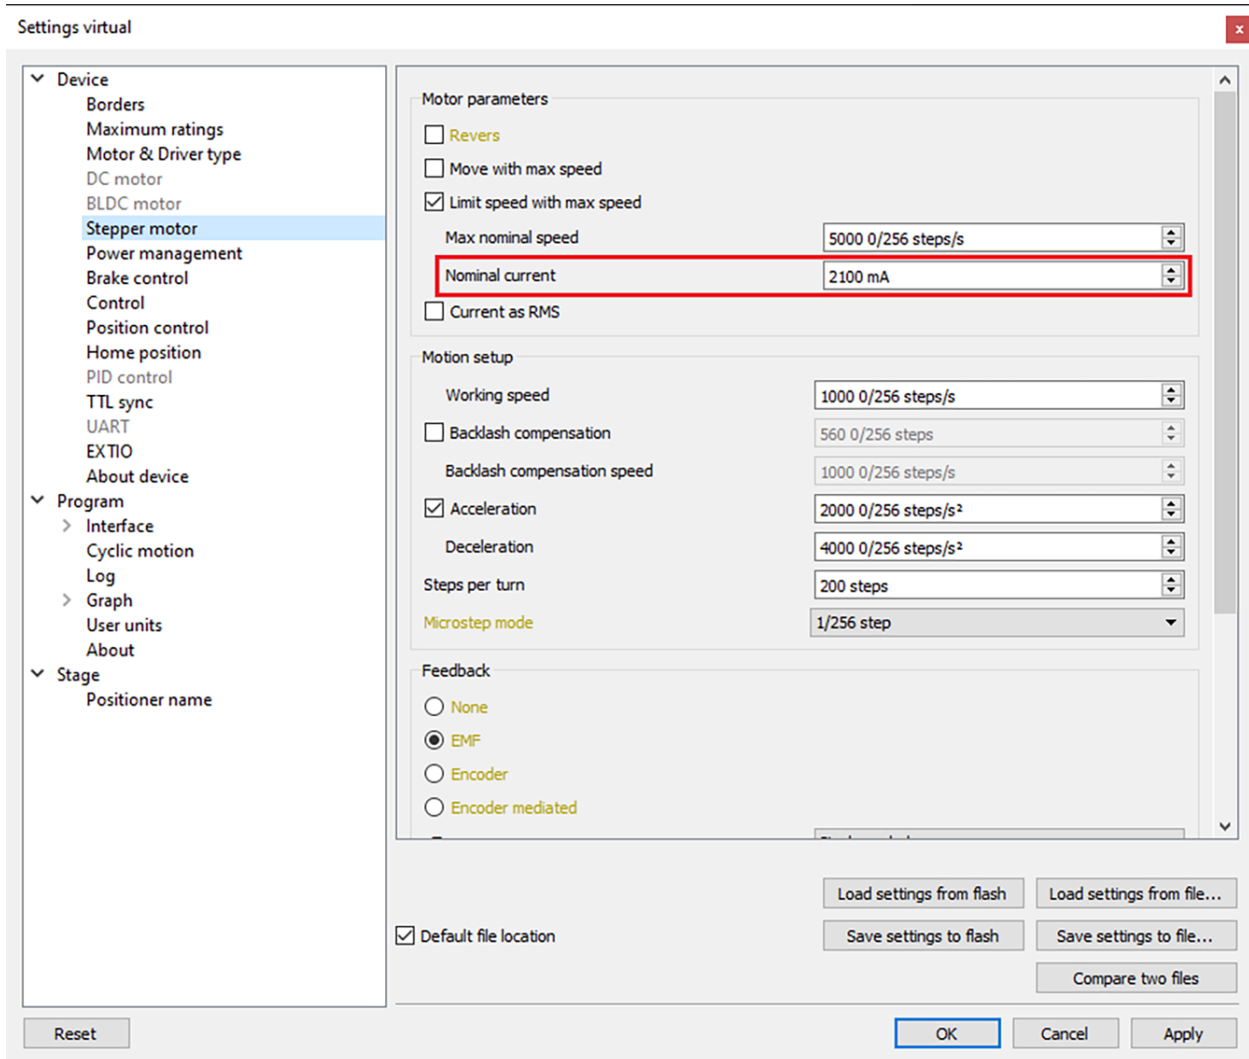 Settings virtual
x
Device
Borders
Maximum ratings
Motor & Driver type
DC motor
BLDC motor
Stepper motor
Power management
Brake control
Control
Position control
Home position
PID control
TTL sync
UART
EXTIO
About device
Program
Interface
Cyclic motion
Log
Graph
User units
About
Stage
Positioner name
Motor parameters
Revers
Move with max speed
Limit speed with max speed
Max nominal speed 5000 0/256 steps/s
Nominal current 2100 mA
Current as RMS
Motion setup
Working speed 1000 0/256 steps/s
Backlash compensation 560 0/256 steps
Backlash compensation speed 1000 0/256 steps/s
Acceleration 2000 0/256 steps/s²
Deceleration 4000 0/256 steps/s²
Steps per turn 200 steps
Microstep mode 1/256 step
Feedback
None
EMF
Encoder
Encoder mediated
Load settings from flash Load settings from file...
Default file location Save settings to flash Save settings to file...
Compare two files
Reset OK Cancel Apply